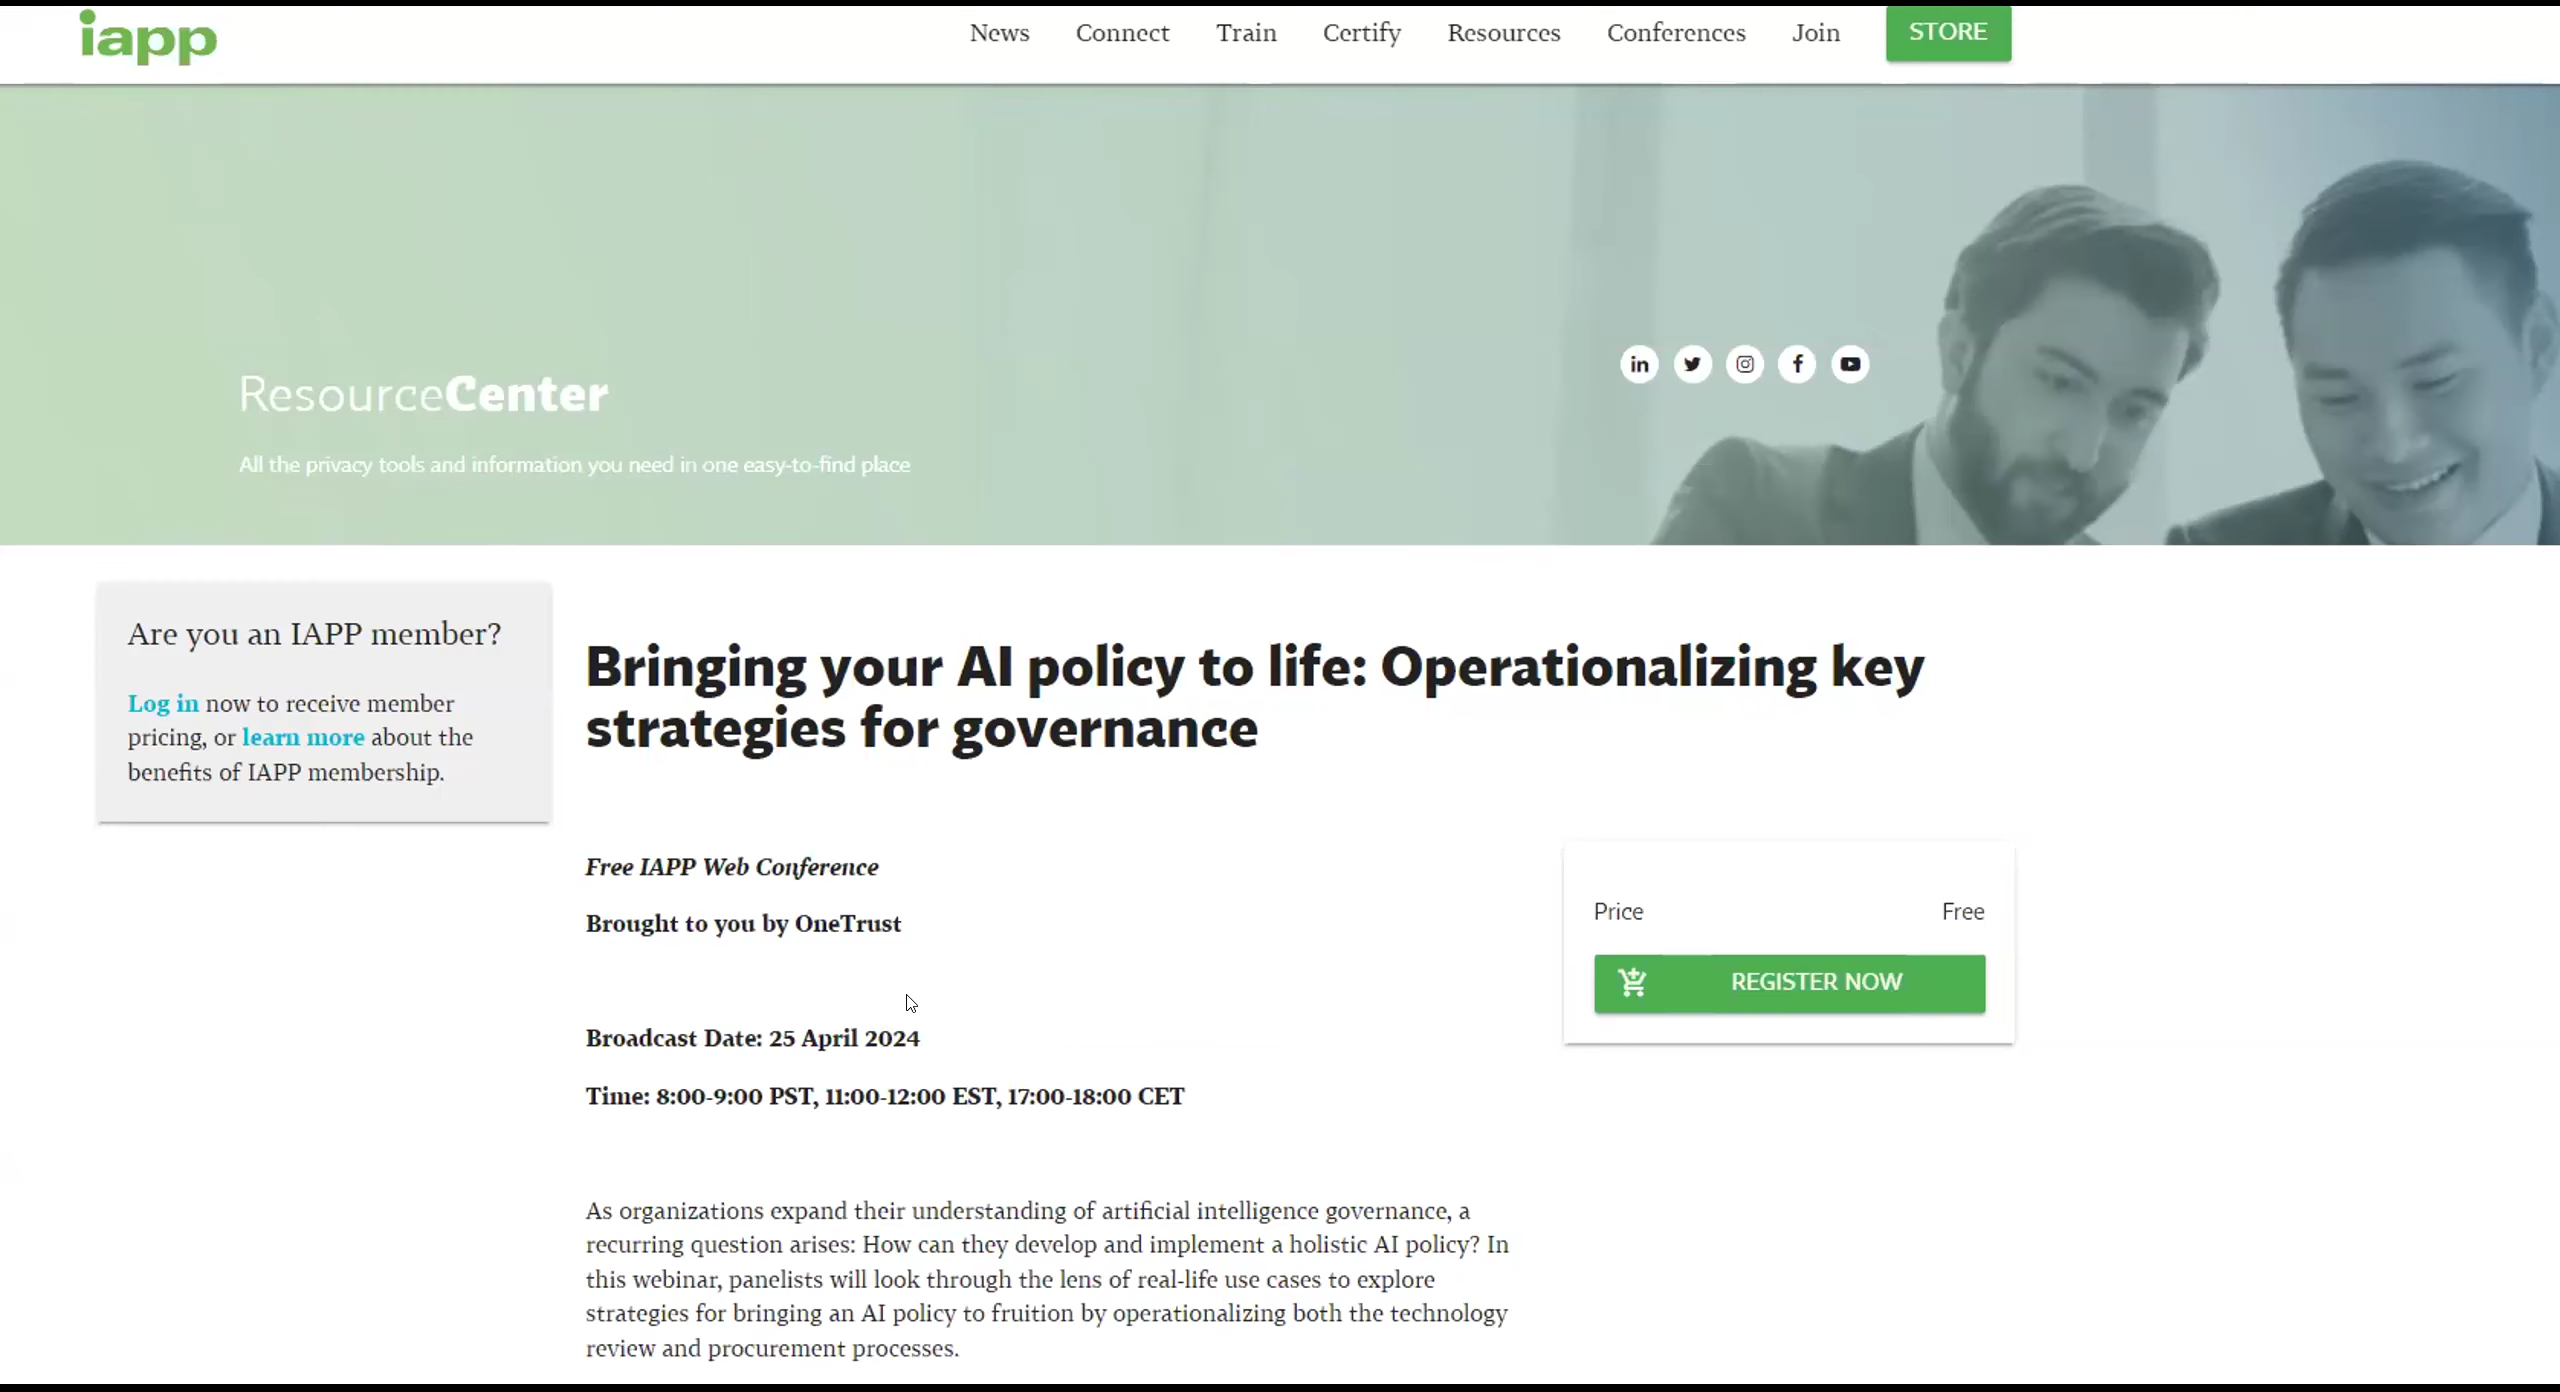 iapp
News Connect Train Certify Resources Conferences Join STORE
ResourceCenter
All the privacy tools and information you need in one easy-to-find place
Are you an IAPP member?
Log in now to receive member
pricing, or learn more about the
benefits of IAPP membership.
Bringing your AI policy to life: Operationalizing key
strategies for governance
Free IAPP Web Conference
Brought to you by OneTrust
Price Free
REGISTER NOW
Broadcast Date: 25 April 2024
Time: 8:00-9:00 PST, 11:00-12:00 EST, 17:00-18:00 CET
As organizations expand their understanding of artificial intelligence governance, a
recurring question arises: How can they develop and implement a holistic AI policy? In
this webinar, panelists will look through the lens of real-life use cases to explore
strategies for bringing an AI policy to fruition by operationalizing both the technology
review and procurement processes.